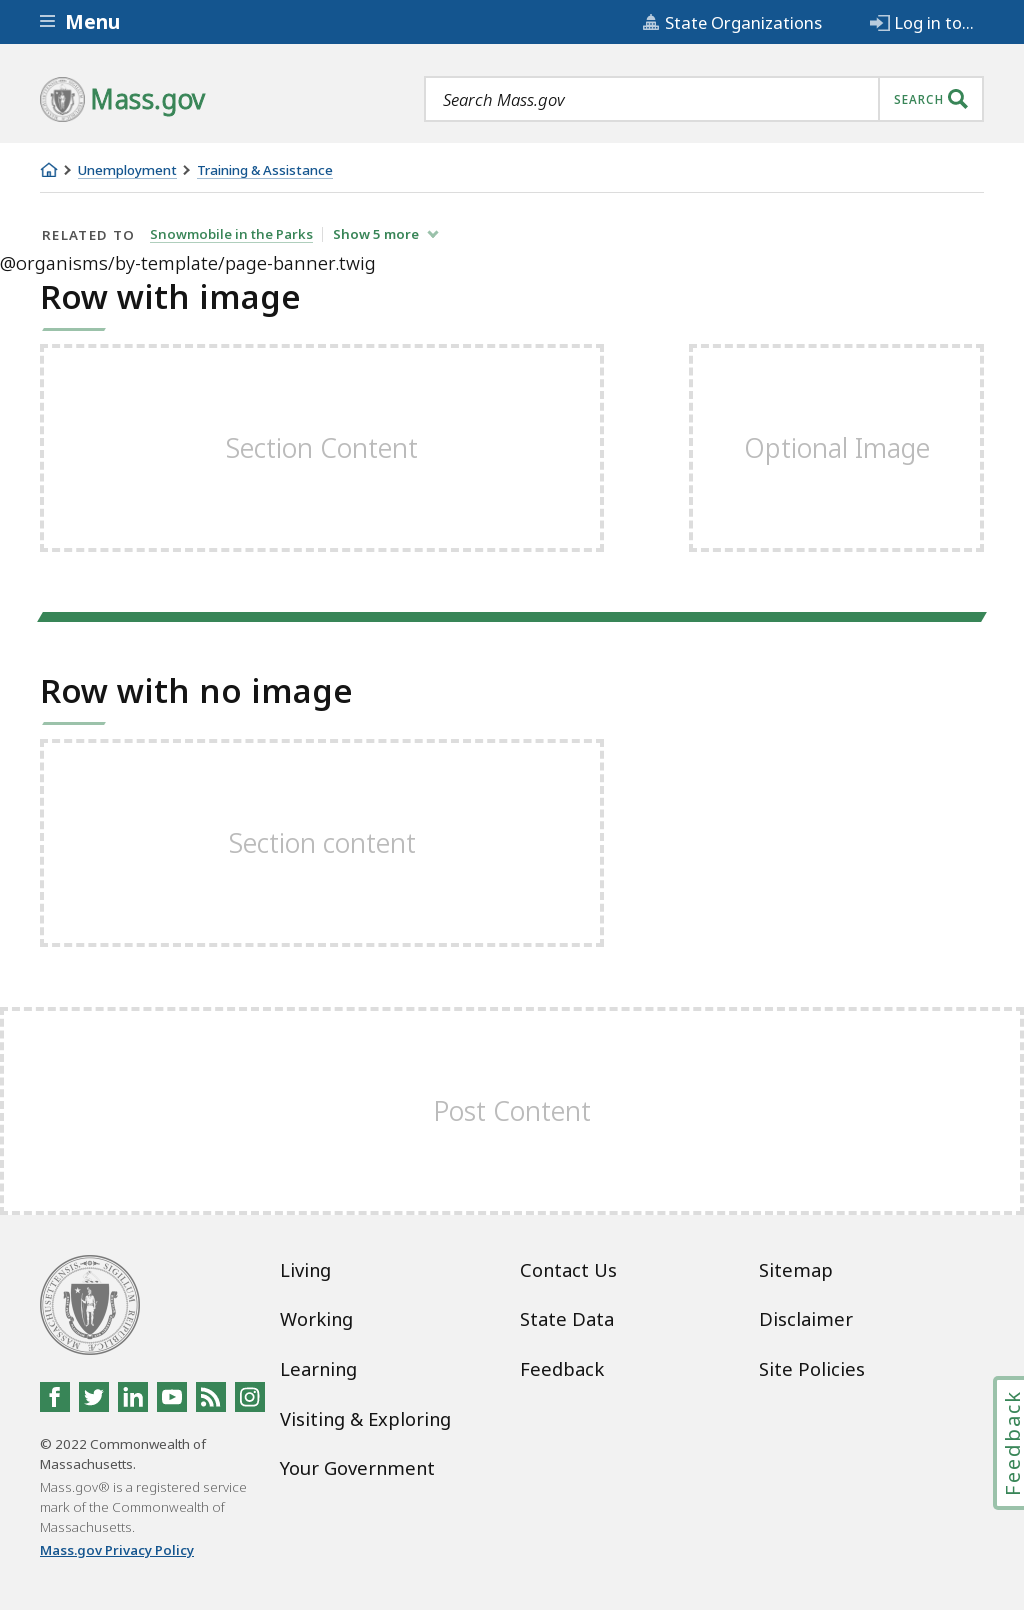 Menu
State Organizations
Log in to...
Mass.gov
Search Mass.gov
SEARCH
Unemployment
Training & Assistance
RELATED TO
Snowmobile in the Parks
Show 5 more
@organisms/by-template/page-banner.twig
Row with image
Section Content
Optional Image
Row with no image
Section content
Post Content
Living
Contact Us
Sitemap
Working
State Data
Disclaimer
Learning
Feedback
Site Policies
Visiting & Exploring
Your Government
Feedback
© 2022 Commonwealth of
Massachusetts.
Mass.gov® is a registered service
mark of the Commonwealth of
Massachusetts.
Mass.gov Privacy Policy